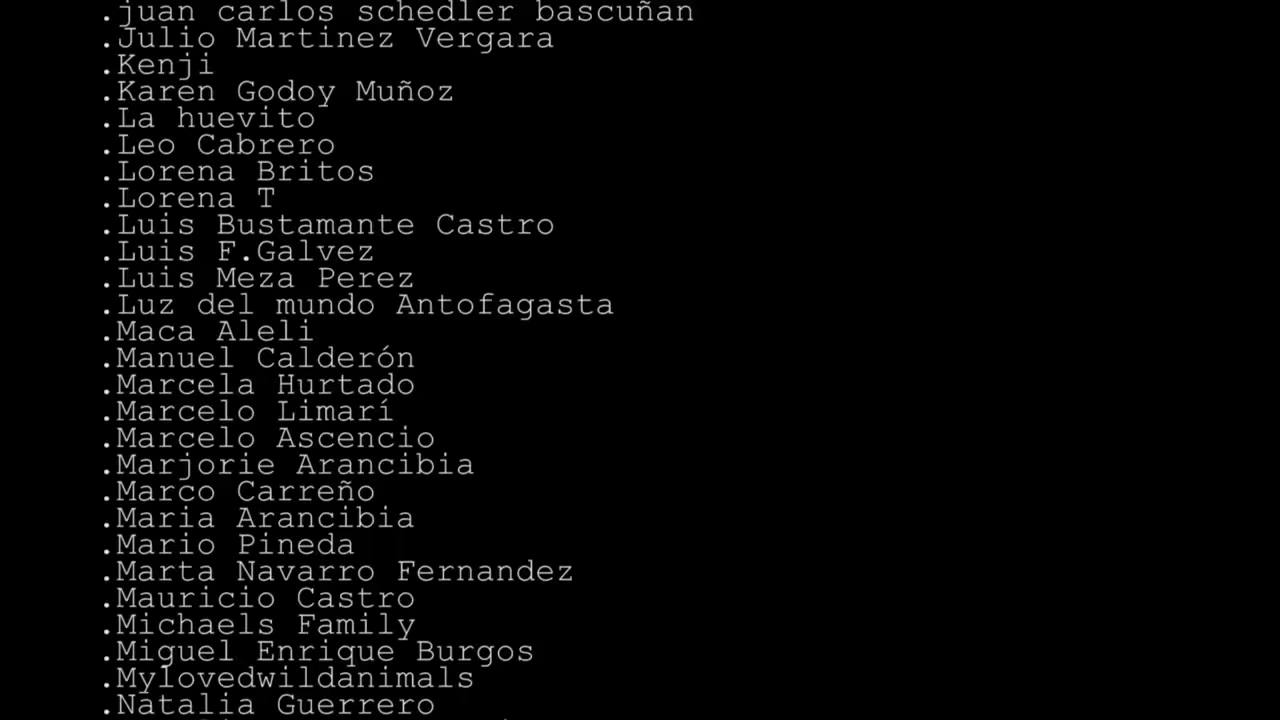 .juan carlos schedler bascuñan
.Julio Martinez Vergara
.Kenji
.Karen Godoy Muñoz
.La huevito
.Leo Cabrero
.Lorena Britos
.Lorena T
.Luis Bustamante Castro
.Luis F.Galvez
.Luis Meza Perez
.Luz del mundo Antofagasta
.Maca Aleli
.Manuel Calderón
.Marcela Hurtado
.Marcelo Limarí
.Marcelo Ascencio
.Marjorie Arancibia
.Marco Carreño
.Maria Arancibia
.Mario Pineda
.Marta Navarro Fernandez
.Mauricio Castro
.Michaels Family
.Miguel Enrique Burgos
.Mylovedwildanimals
.Natalia Guerrero